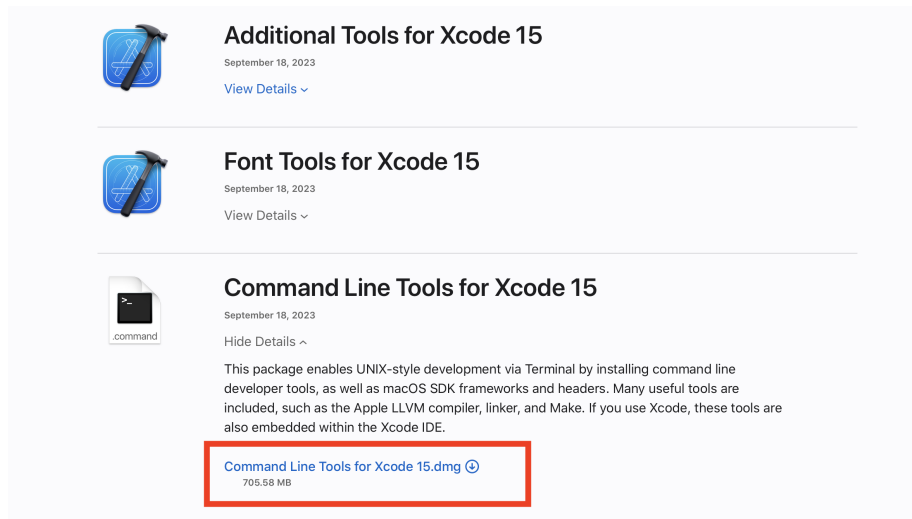 Additional Tools for Xcode 15
September 18, 2023
View Details
Font Tools for Xcode 15
September 18, 2023
View Details
>_
.command
Command Line Tools for Xcode 15
September 18, 2023
Hide Details
This package enables UNIX-style development via Terminal by installing command line
developer tools, as well as macOS SDK frameworks and headers. Many useful tools are
included, such as the Apple LLVM compiler, linker, and Make. If you use Xcode, these tools are
also embedded within the Xcode IDE.
Command Line Tools for Xcode 15.dmg
705.58 MB